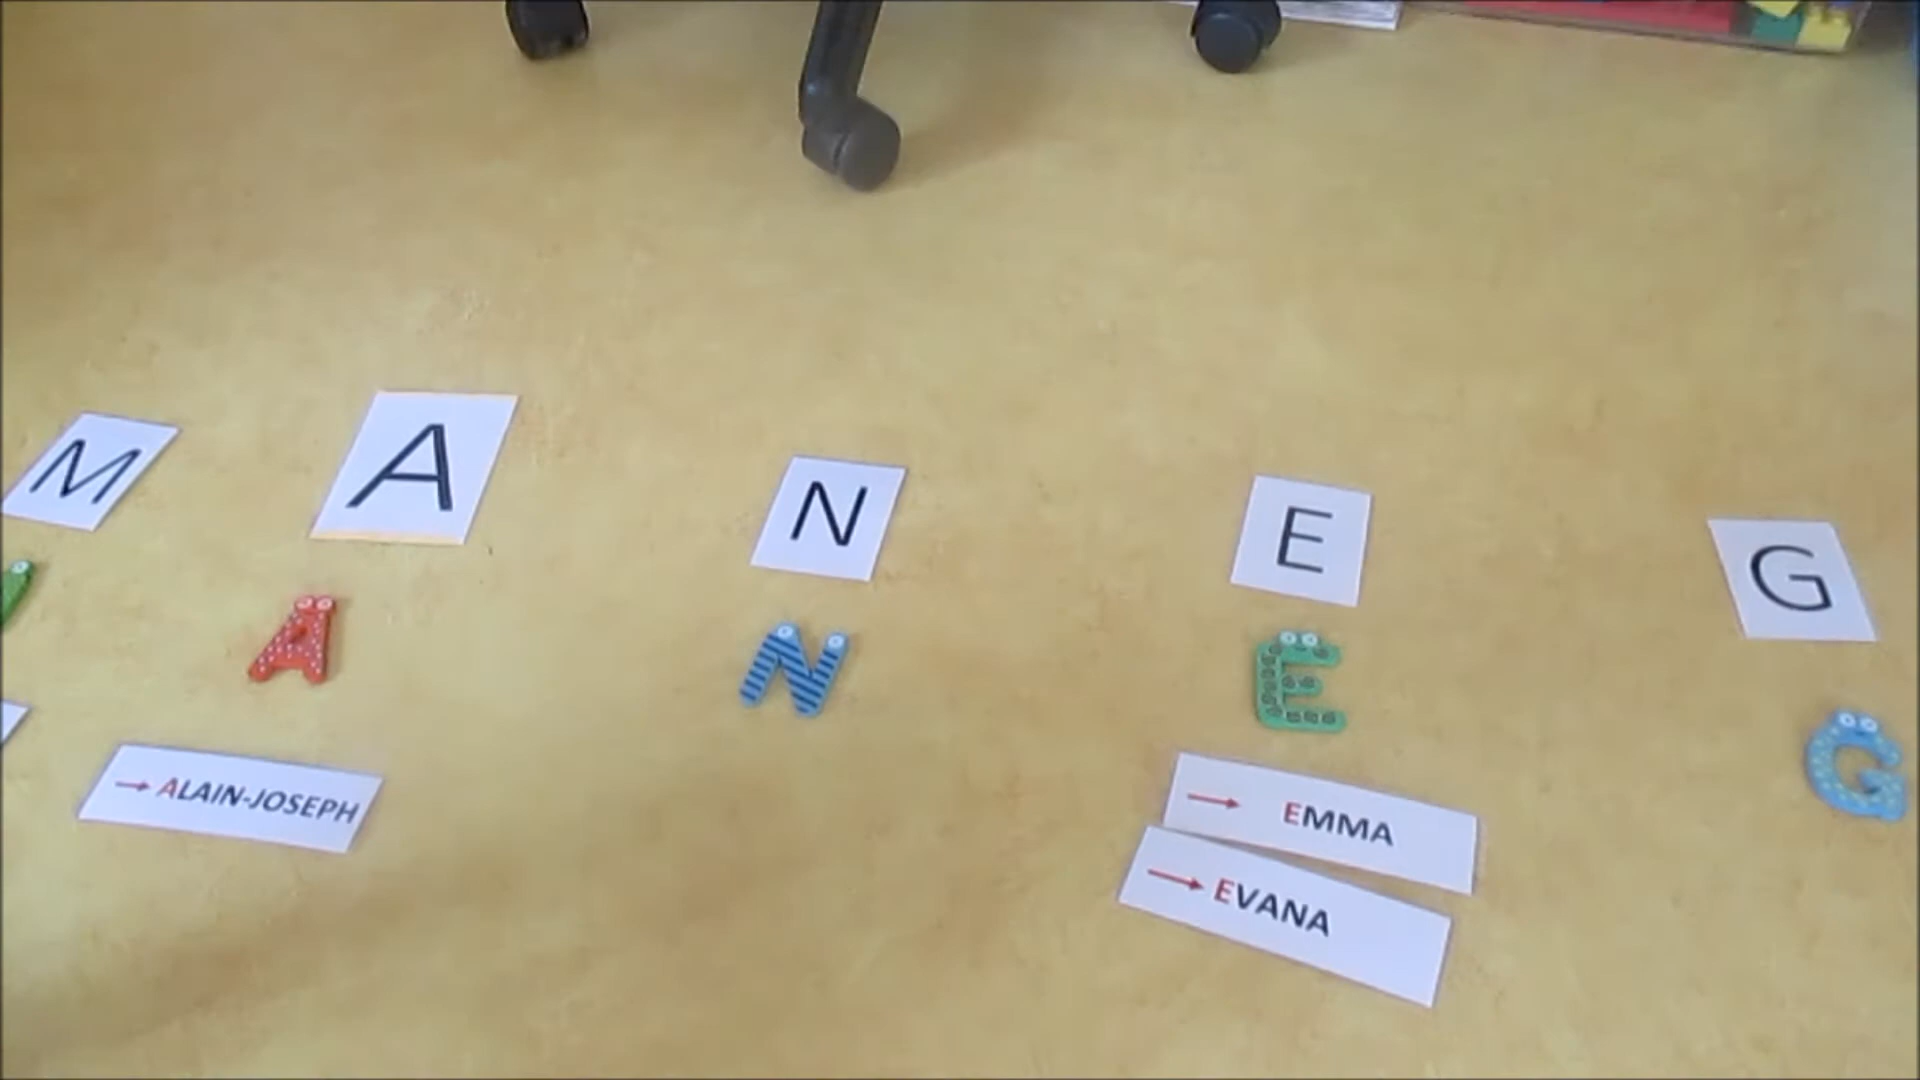 M A N E G
A N E G
→ ALAIN-JOSEPH
→ EMMA
→ EVANA